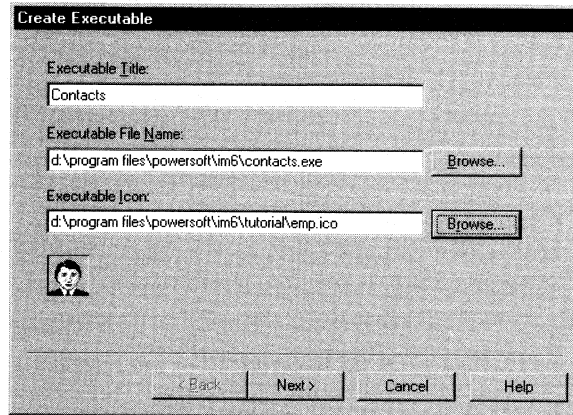 Create Executable
Executable Title:
Contacts
Executable File Name:
d:\program files\powersoft\im6\contacts.exe
Browse...
Executable Icon:
d:\program files\powersoft\im6\tutorial\emp.ico
Browse...
< Back
Next >
Cancel
Help